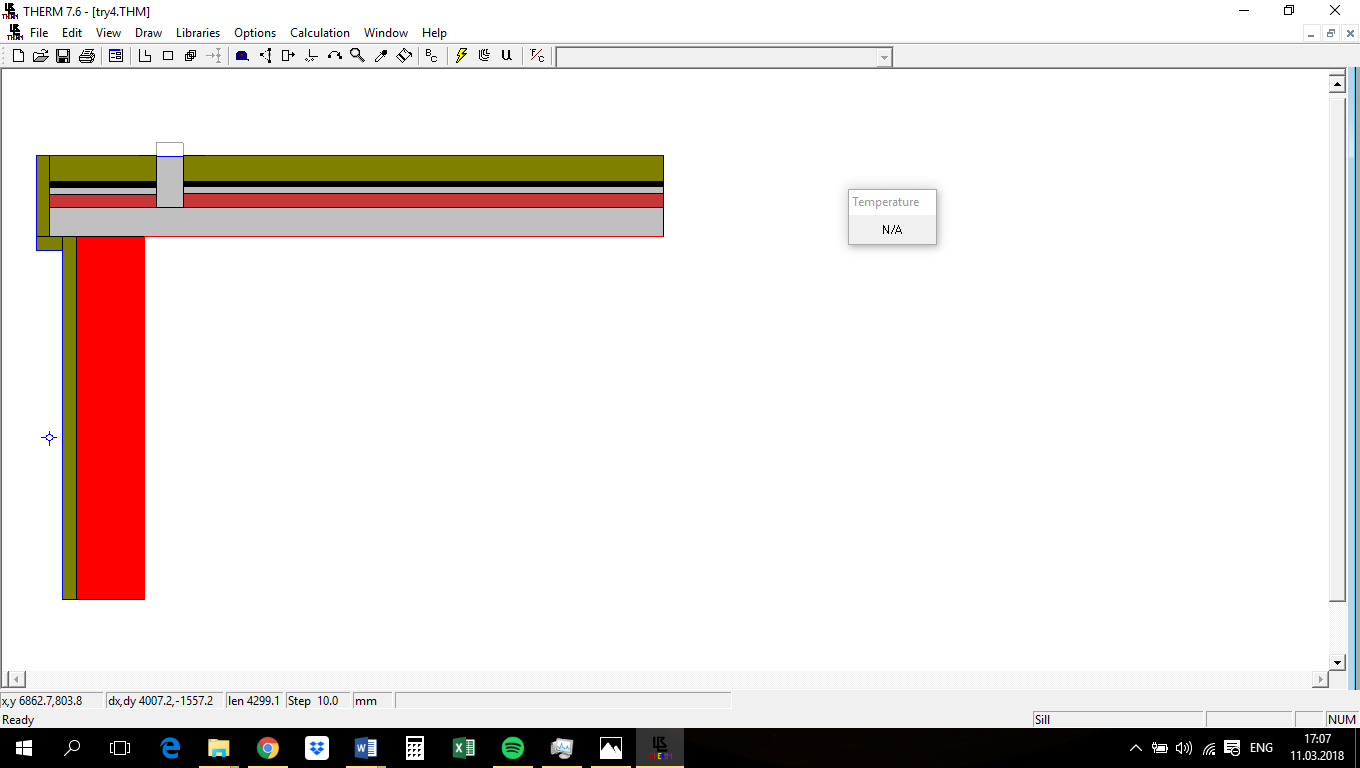 THERM 7.6 - [try4.THM]
File Edit View Draw Libraries Options Calculation Window Help
BC U T/C
Temperature
N/A
x,y 6862.7,803.8 dx,dy 4007.2,-1557.2 len 4299.1 Step 10.0 mm
Ready Sill NUM
ENG 17:07
11.03.2018